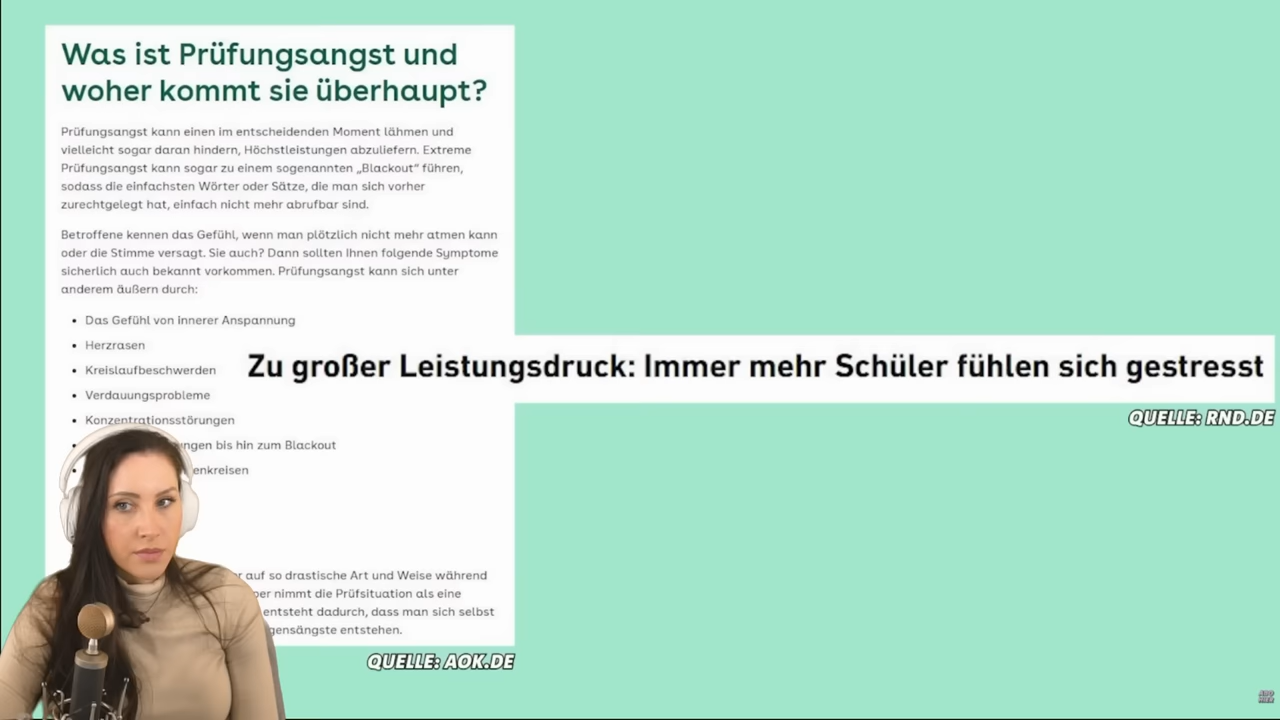 Was ist Prüfungsangst und
woher kommt sie überhaupt?
Prüfungsangst kann einen im entscheidenden Moment lähmen und
vielleicht sogar daran hindern, Höchstleistungen abzuliefern. Extreme
Prüfungsangst kann sogar zu einem sogenannten „Blackout“ führen,
sodass die einfachsten Wörter oder Sätze, die man sich vorher
zurechtgelegt hat, einfach nicht mehr abrufbar sind.
Betroffene kennen das Gefühl, wenn man plötzlich nicht mehr atmen kann
oder die Stimme versagt. Sie auch? Dann sollten Ihnen folgende Symptome
sicherlich auch bekannt vorkommen. Prüfungsangst kann sich unter
anderem äußern durch:
• Das Gefühl von innerer Anspannung
• Herzrasen
• Kreislaufbeschwerden
• Verdauungsprobleme
• Konzentrationsstörungen
ngen bis hin zum Blackout
enkreisen
Zu großer Leistungsdruck: Immer mehr Schüler fühlen sich gestresst
QUELLE: RND.DE
auf so drastische Art und Weise während
nimmt die Prüfsituation als eine
entsteht dadurch, dass man sich selbst
gensängste entstehen.
QUELLE: AOK.DE
ABO
HIER